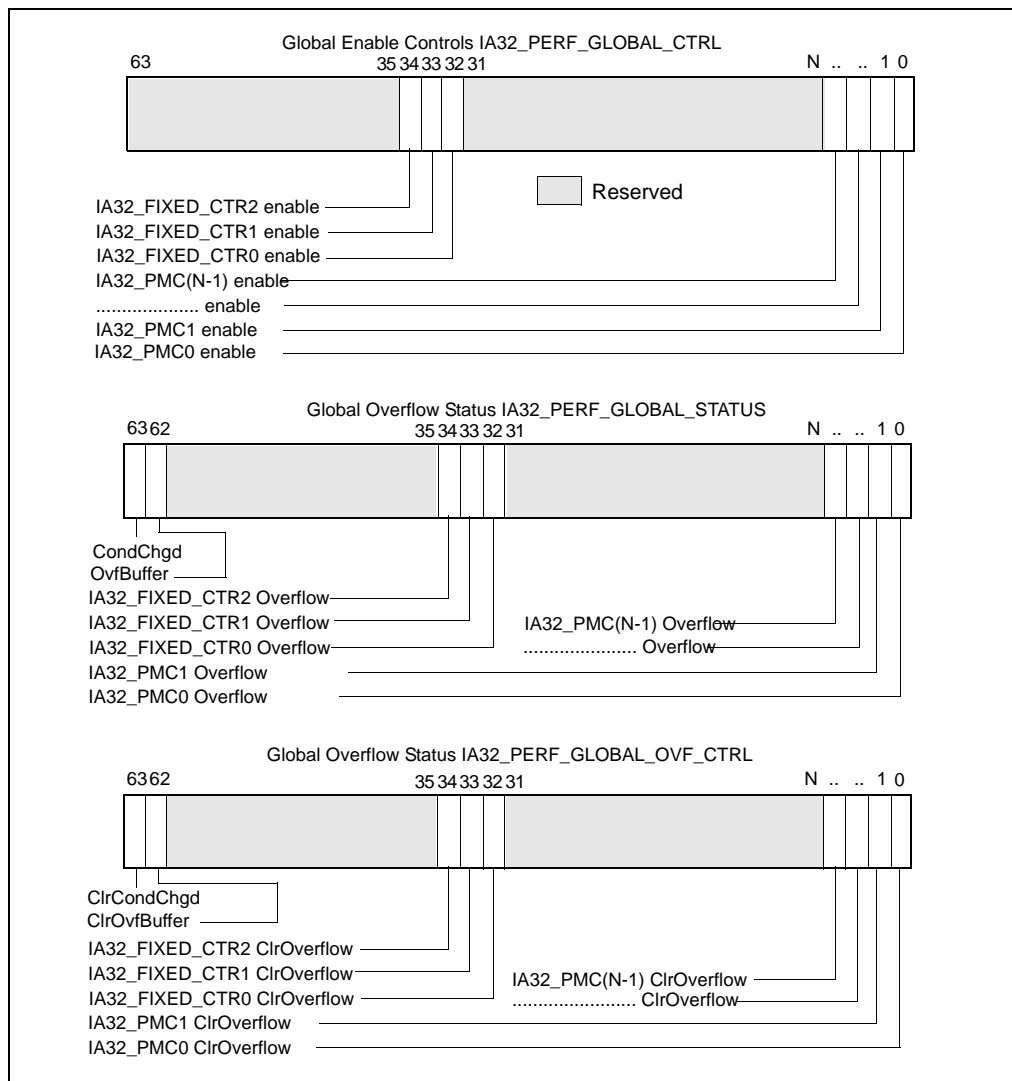 Global Enable Controls IA32_PERF_GLOBAL_CTRL
63 35 34 33 32 31 N .. .. 1 0
Reserved
IA32_FIXED_CTR2 enable
IA32_FIXED_CTR1 enable
IA32_FIXED_CTR0 enable
IA32_PMC(N-1) enable
.................... enable
IA32_PMC1 enable
IA32_PMC0 enable
Global Overflow Status IA32_PERF_GLOBAL_STATUS
63 62 35 34 33 32 31 N .. .. 1 0
CondChgd
OvfBuffer
IA32_FIXED_CTR2 Overflow
IA32_FIXED_CTR1 Overflow
IA32_FIXED_CTR0 Overflow
IA32_PMC1 Overflow
IA32_PMC0 Overflow
IA32_PMC(N-1) Overflow
...................... Overflow
Global Overflow Status IA32_PERF_GLOBAL_OVF_CTRL
63 62 35 34 33 32 31 N .. .. 1 0
ClrCondChgd
ClrOvfBuffer
IA32_FIXED_CTR2 ClrOverflow
IA32_FIXED_CTR1 ClrOverflow
IA32_FIXED_CTR0 ClrOverflow
IA32_PMC1 ClrOverflow
IA32_PMC0 ClrOverflow
IA32_PMC(N-1) ClrOverflow
........................ ClrOverflow